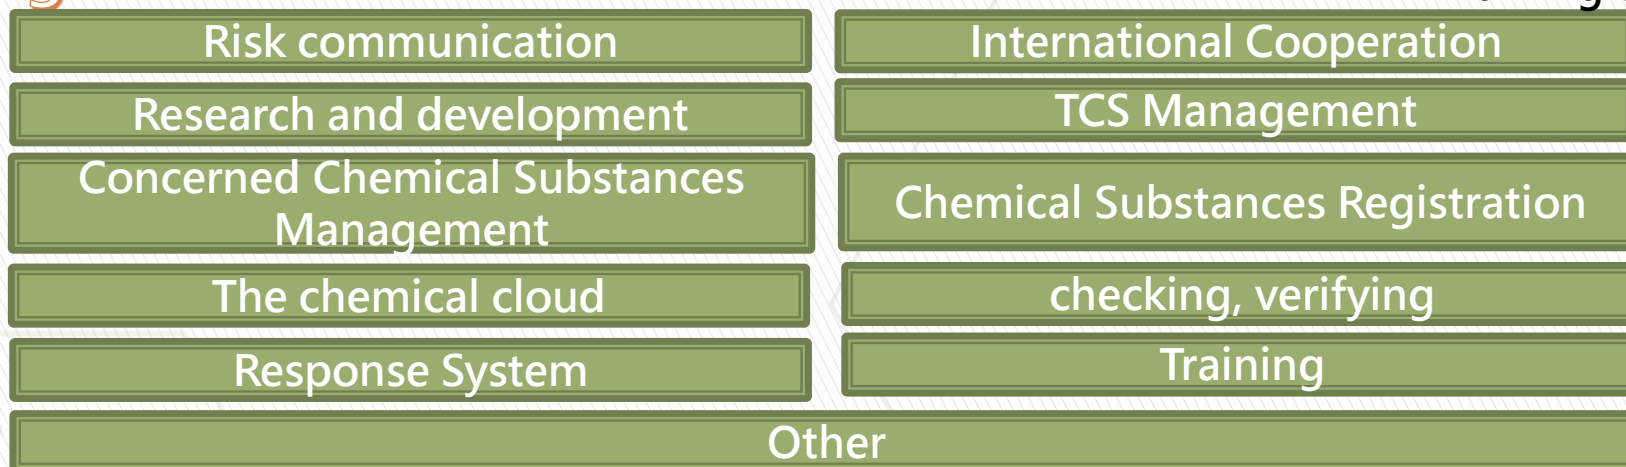 Risk communication
International Cooperation
Research and development
TCS Management
Concerned Chemical Substances
Management
Chemical Substances Registration
The chemical cloud
checking, verifying
Response System
Training
Other